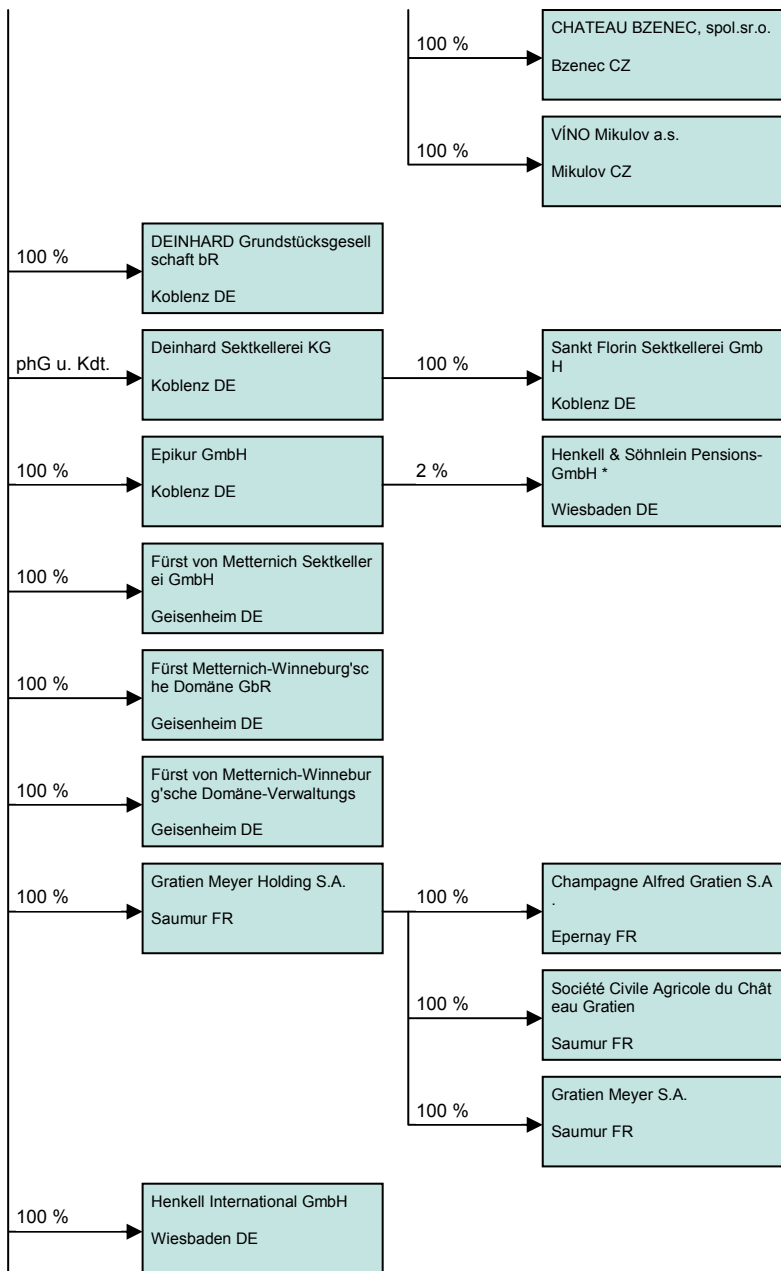 100 %
CHATEAU BZENEC, spol.sr.o.
Bzenec CZ
100 %
VÍNO Mikulov a.s.
Mikulov CZ
100 %
DEINHARD Grundstücksgesell
schaft bR
Koblenz DE
phG u. Kdt.
Deinhard Sektkellerei KG
Koblenz DE
100 %
Sankt Florin Sektkellerei Gmb
H
Koblenz DE
100 %
Epikur GmbH
Koblenz DE
2 %
Henkell & Söhnlein Pensions-
GmbH *
Wiesbaden DE
100 %
Fürst von Metternich Sektkeller
ei GmbH
Geisenheim DE
100 %
Fürst Metternich-Winneburg'sc
he Domäne GbR
Geisenheim DE
100 %
Fürst von Metternich-Winnebur
g'sche Domäne-Verwaltungs
Geisenheim DE
100 %
Gratien Meyer Holding S.A.
Saumur FR
100 %
Champagne Alfred Gratien S.A
.
Epernay FR
100 %
Société Civile Agricole du Chât
eau Gratien
Saumur FR
100 %
Gratien Meyer S.A.
Saumur FR
100 %
Henkell International GmbH
Wiesbaden DE